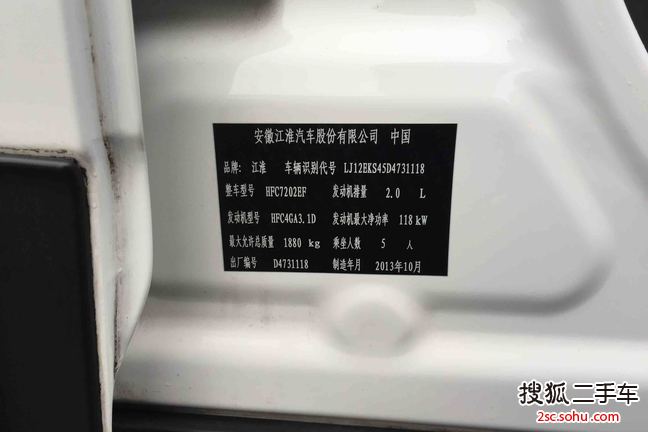 安徽江淮汽车股份有限公司 中国
品牌: 江淮 车辆识别代号 LJ12EKS45D4731118
整车型号 HFC7202EF 发动机排量 2.0 L
发动机型号 HFC4GA3.1D 发动机最大净功率 118 kW
最大允许总质量 1880 kg 乘坐人数 5 人
出厂编号 D4731118 制造年月 2013年10月
搜狐 二手车
2sc.sohu.com